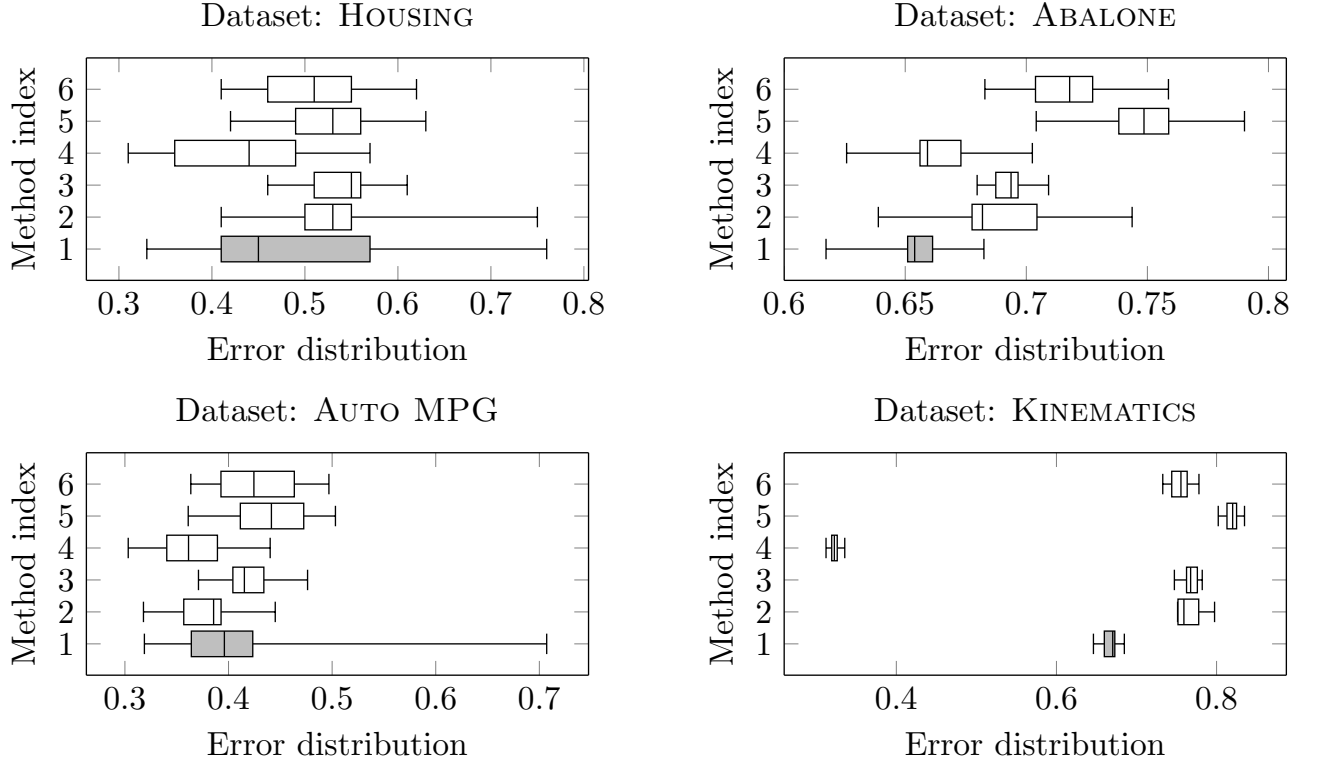 Dataset: HOUSING
Method index
6
5
4
3
2
1
0.3 0.4 0.5 0.6 0.7 0.8
Error distribution
Dataset: ABALONE
Method index
6
5
4
3
2
1
0.6 0.65 0.7 0.75 0.8
Error distribution
Dataset: AUTO MPG
Method index
6
5
4
3
2
1
0.3 0.4 0.5 0.6 0.7
Error distribution
Dataset: KINEMATICS
Method index
6
5
4
3
2
1
0.4 0.6 0.8
Error distribution